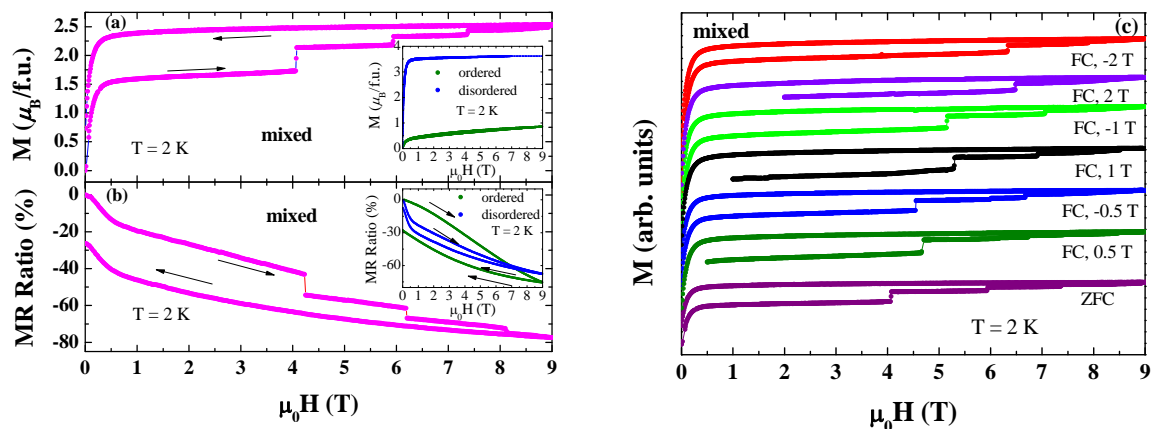 (a)
2.5
2.0
1.5
1.0
0.5
0.0
M (μB/f.u.)
T = 2 K
mixed
4
3
2
1
0
M (μB/f.u.)
ordered
disordered
T = 2 K
0 1 2 3 4 5 6 7 8 9
μ0H (T)
(b)
0
-20
-40
-60
-80
MR Ratio (%)
mixed
T = 2 K
0
-30
-60
MR Ratio (%)
ordered
disordered
T = 2 K
0 1 2 3 4 5 6 7 8 9
μ0H (T)
0 1 2 3 4 5 6 7 8 9
μ0H (T)
mixed
(c)
FC, -2 T
FC, 2 T
FC, -1 T
FC, 1 T
FC, -0.5 T
FC, 0.5 T
ZFC
T = 2 K
M (arb. units)
0 1 2 3 4 5 6 7 8 9
μ0H (T)